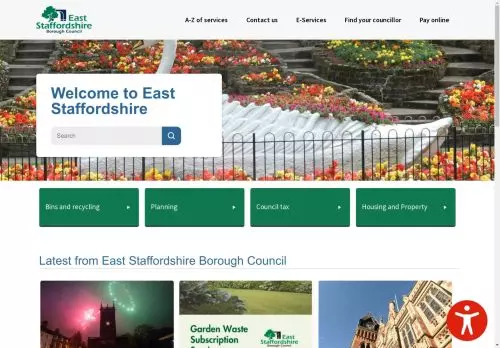 East
Staffordshire
Borough Council
A-Z of services
Contact us
E-Services
Find your councillor
Pay online
Welcome to East
Staffordshire
Search
Bins and recycling
Planning
Council tax
Housing and Property
Latest from East Staffordshire Borough Council
Garden Waste
Subscription
East
Staffordshire
Borough Council